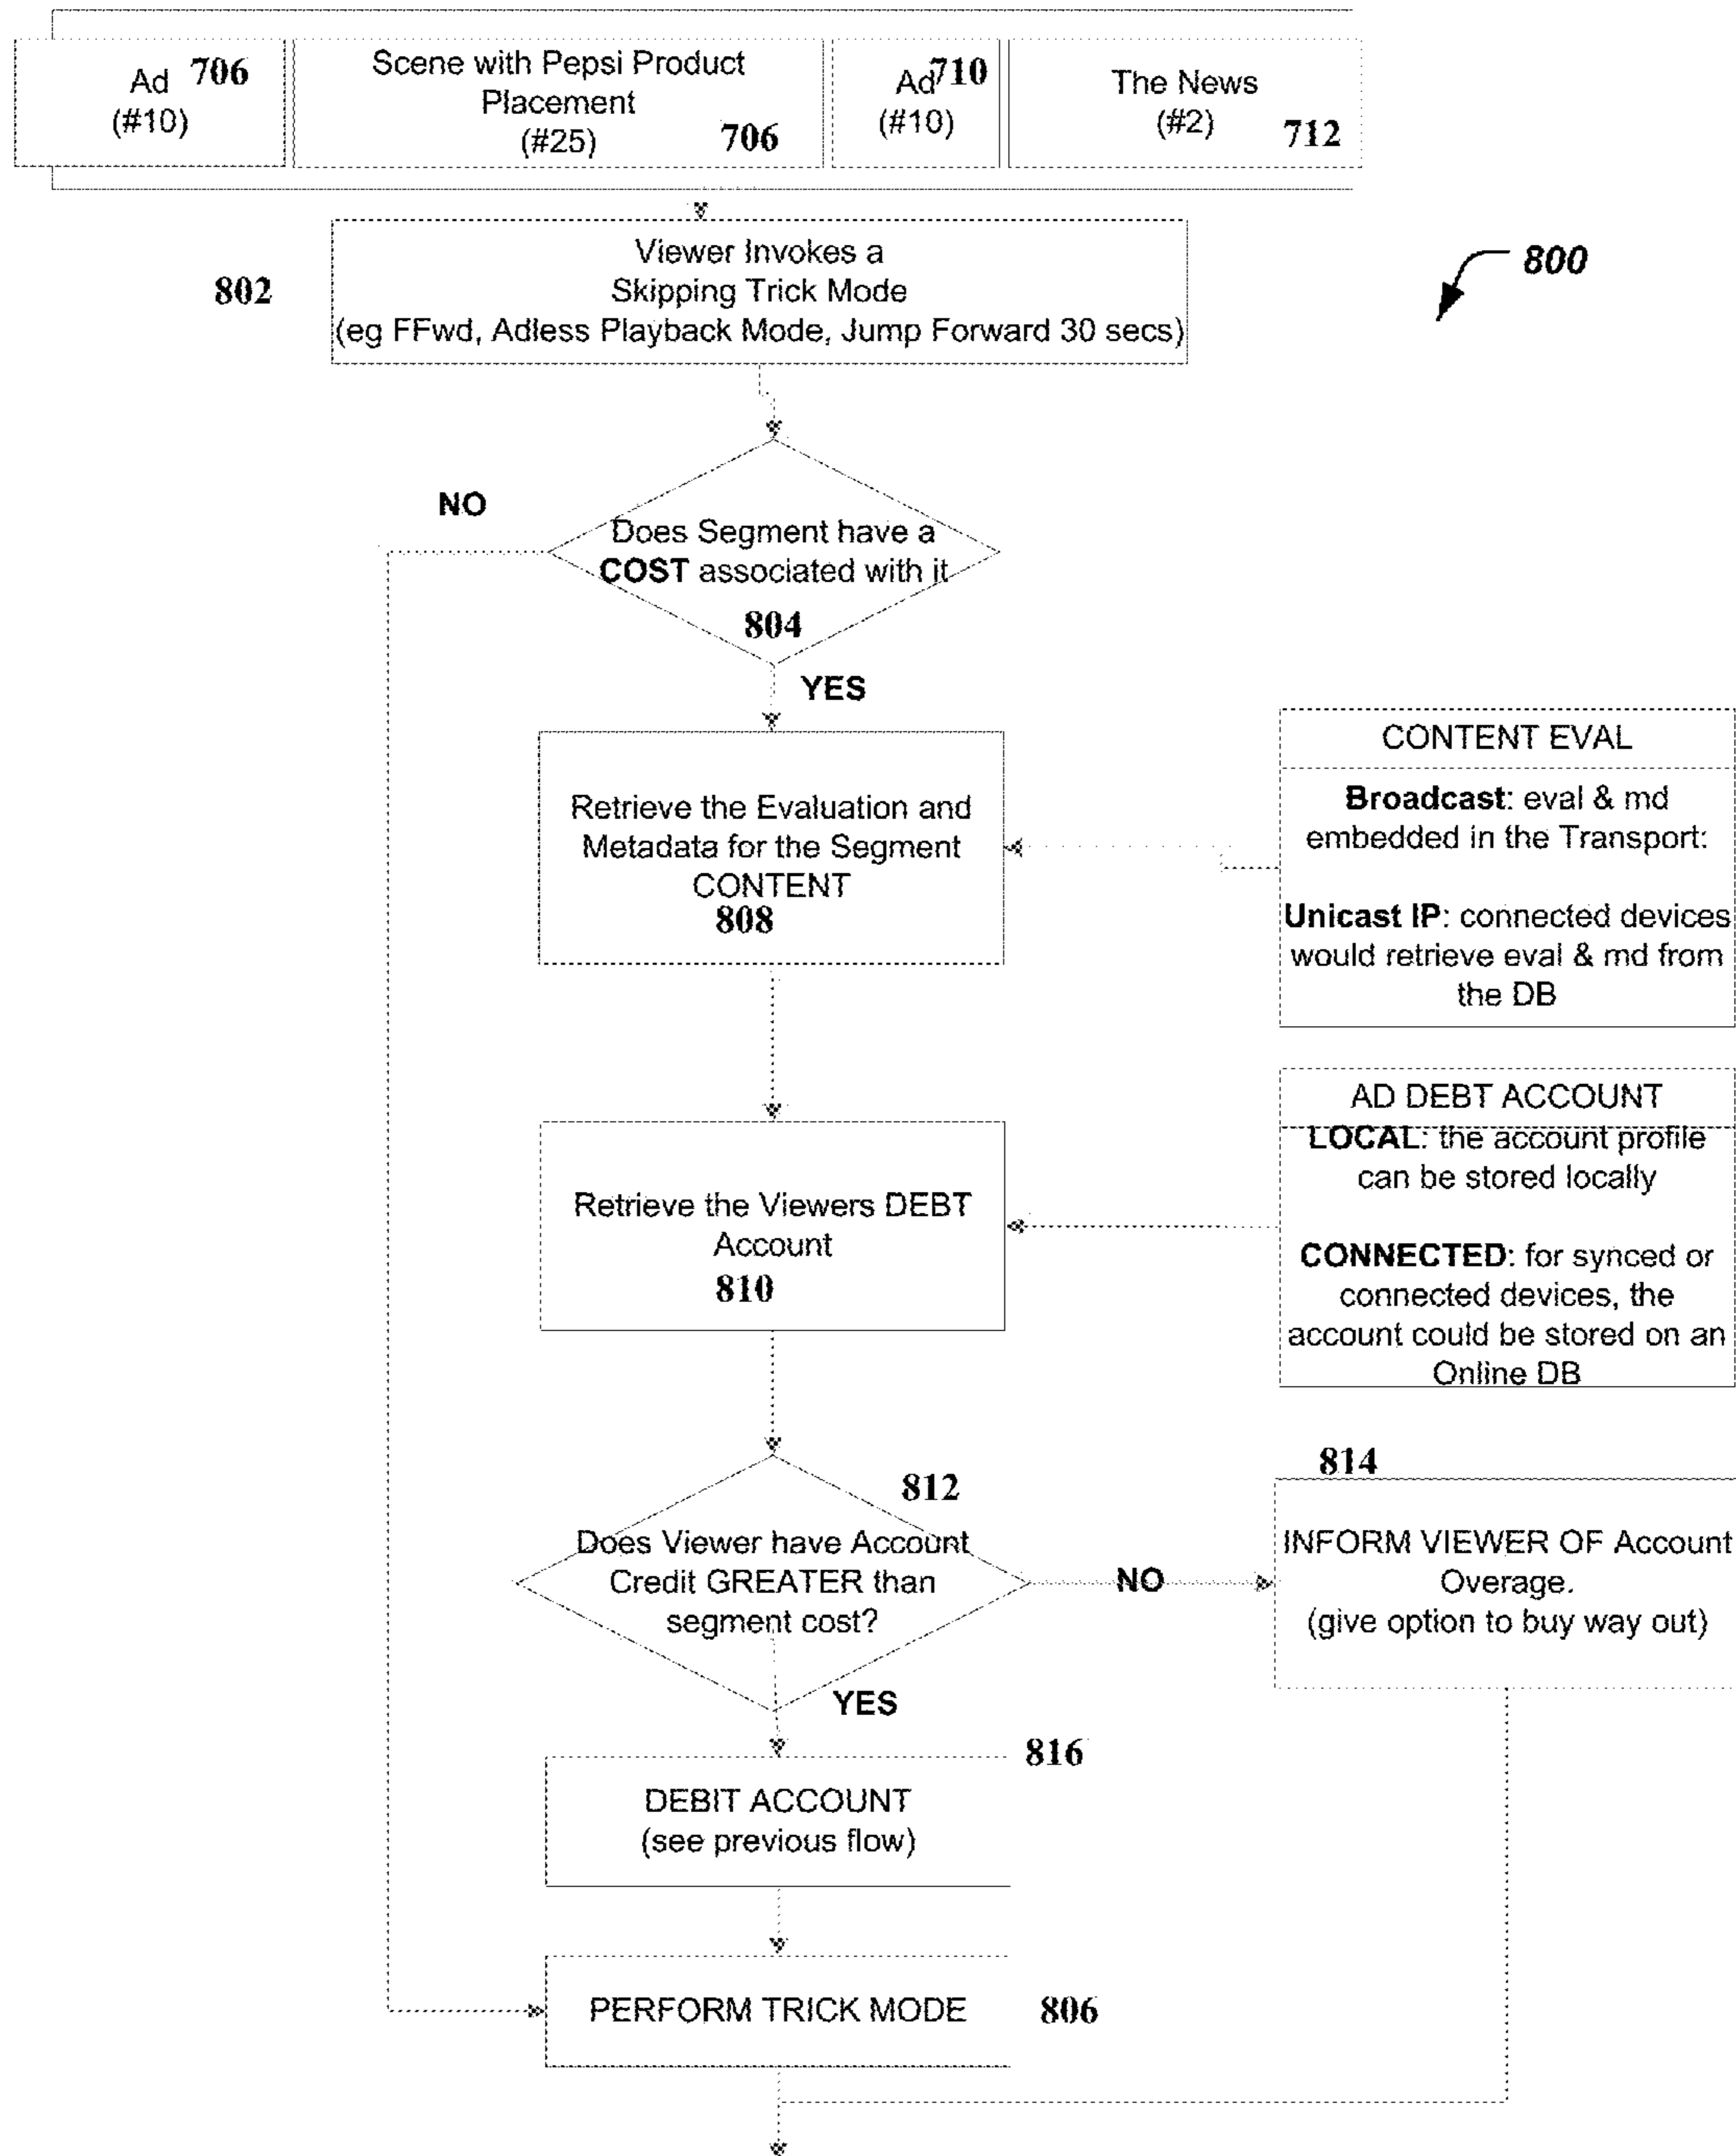 Ad 706
(#10)
Scene with Pepsi Product
Placement
(#25) 706
Ad 710
(#10)
The News
(#2)
712
800
802
Viewer Invokes a
Skipping Trick Mode
(eg FFwd, Adless Playback Mode, Jump Forward 30 secs)
NO
Does Segment have a
COST associated with it
804
YES
Retrieve the Evaluation and
Metadata for the Segment
CONTENT
808
CONTENT EVAL
Broadcast: eval & md
embedded in the Transport:
Unicast IP: connected devices
would retrieve eval & md from
the DB
Retrieve the Viewers DEBT
Account
810
AD DEBT ACCOUNT
LOCAL: the account profile
can be stored locally
CONNECTED: for synced or
connected devices, the
account could be stored on an
Online DB
812
Does Viewer have Account
Credit GREATER than
segment cost?
NO
YES
814
INFORM VIEWER OF Account
Overage.
(give option to buy way out)
816
DEBIT ACCOUNT
(see previous flow)
PERFORM TRICK MODE
806